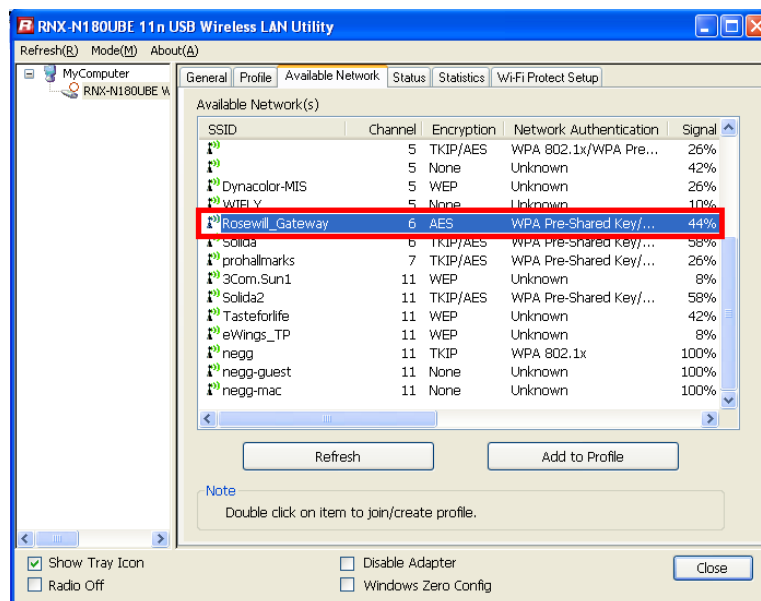 RNX-N180UBE 11n USB Wireless LAN Utility
Refresh(R) Mode(M) About(A)
MyComputer
RNX-N180UBE W
General Profile Available Network Status Statistics Wi-Fi Protect Setup
Available Network(s)
SSID Channel Encryption Network Authentication Signal
5 TKIP/AES WPA 802.1x/WPA Pre... 26%
5 None Unknown 42%
Dynacolor-MIS 5 WEP Unknown 26%
WIFLY 5 None Unknown 10%
Rosewill_Gateway 6 AES WPA Pre-Shared Key/... 44%
Solida 6 TKIP/AES WPA Pre-Shared Key/... 58%
prohallmarks 7 TKIP/AES WPA Pre-Shared Key/... 26%
3Com.Sun1 11 WEP Unknown 8%
Solida2 11 TKIP/AES WPA Pre-Shared Key/... 58%
Tasteforlife 11 WEP Unknown 42%
eWings_TP 11 WEP Unknown 8%
negg 11 TKIP WPA 802.1x 100%
negg-guest 11 None Unknown 100%
negg-mac 11 None Unknown 100%
Refresh Add to Profile
Note
Double click on item to join/create profile.
Show Tray Icon Disable Adapter Close
Radio Off Windows Zero Config